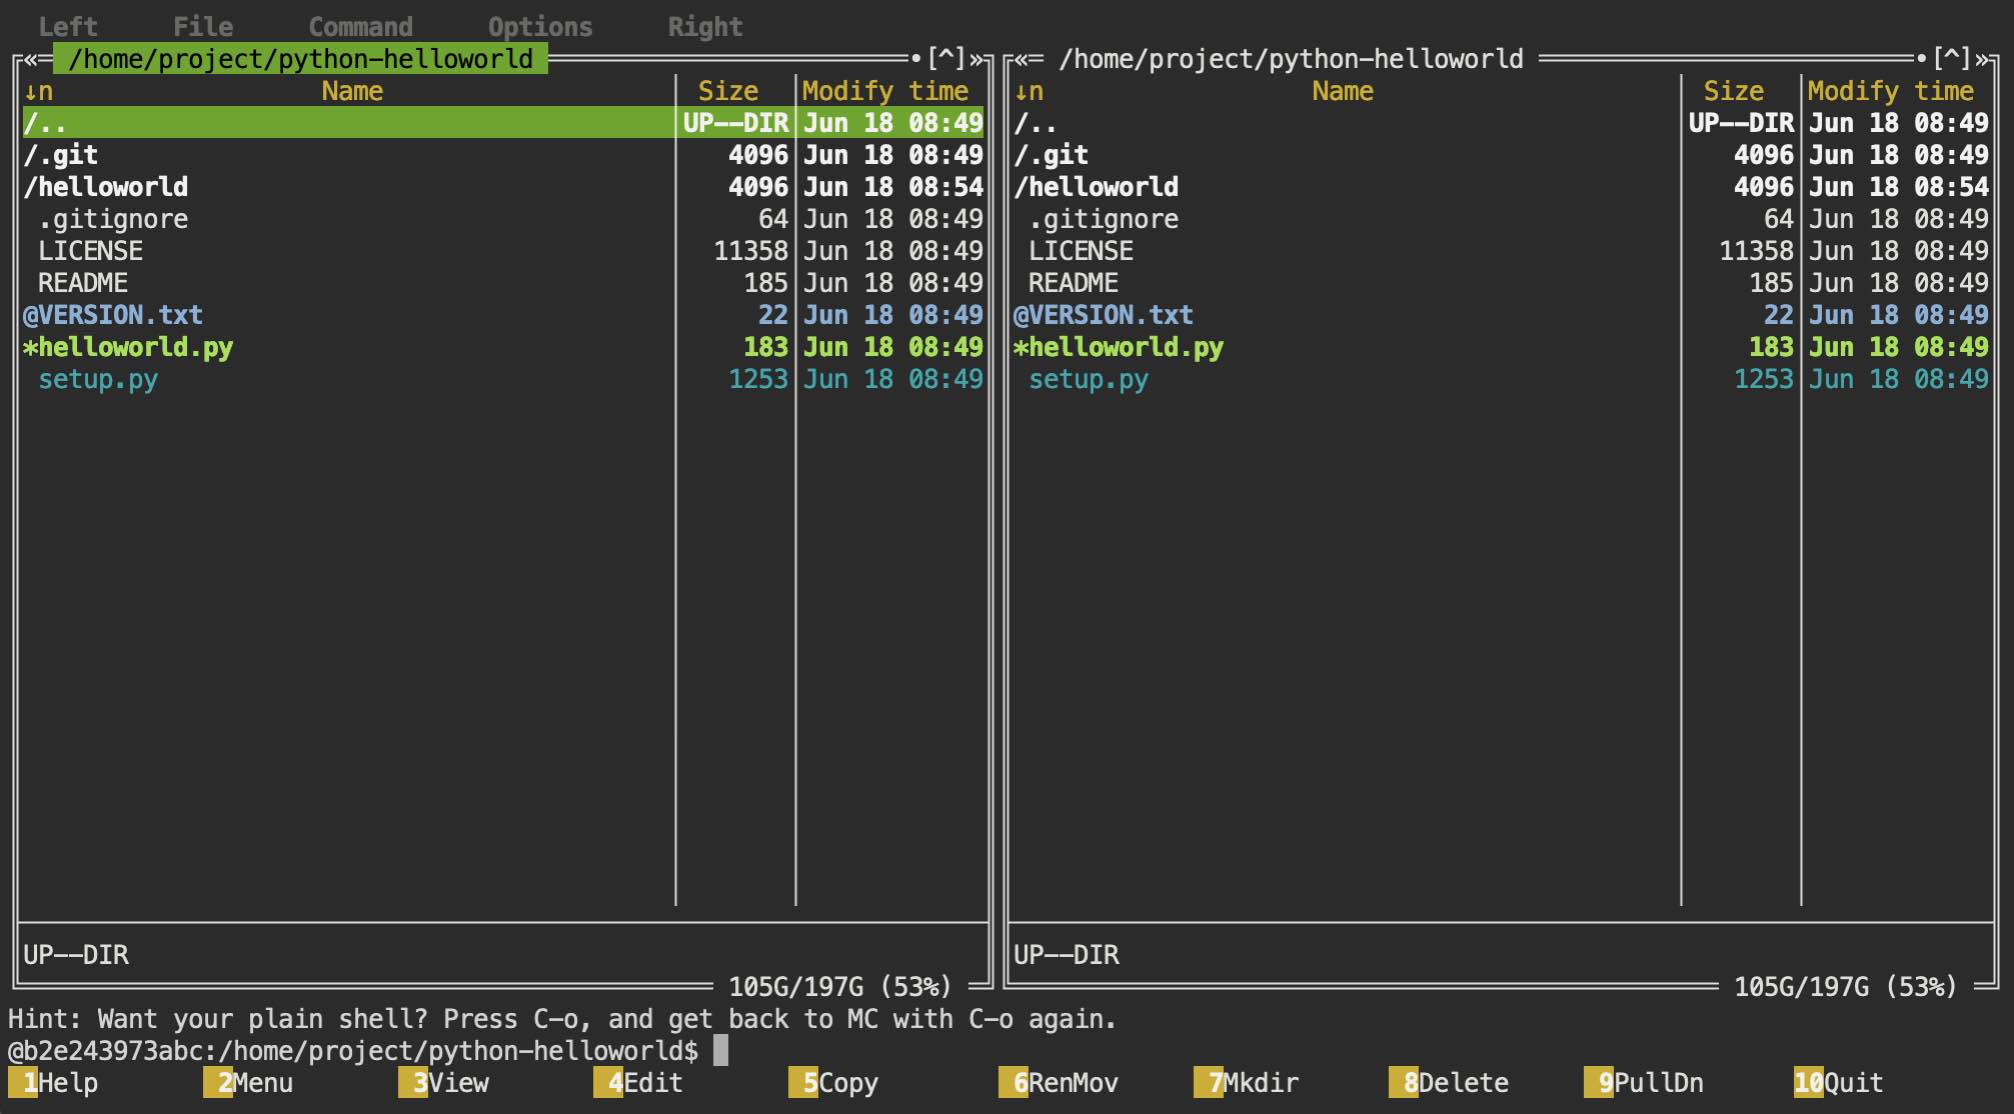 Left File Command Options Right
«═ /home/project/python-helloworld ═•[^]»
↓n Name Size Modify time
/.. UP--DIR Jun 18 08:49
/.git 4096 Jun 18 08:49
/helloworld 4096 Jun 18 08:54
.gitignore 64 Jun 18 08:49
LICENSE 11358 Jun 18 08:49
README 185 Jun 18 08:49
@VERSION.txt 22 Jun 18 08:49
*helloworld.py 183 Jun 18 08:49
setup.py 1253 Jun 18 08:49
UP--DIR
105G/197G (53%)
«═ /home/project/python-helloworld ═•[^]»
↓n Name Size Modify time
/.. UP--DIR Jun 18 08:49
/.git 4096 Jun 18 08:49
/helloworld 4096 Jun 18 08:54
.gitignore 64 Jun 18 08:49
LICENSE 11358 Jun 18 08:49
README 185 Jun 18 08:49
@VERSION.txt 22 Jun 18 08:49
*helloworld.py 183 Jun 18 08:49
setup.py 1253 Jun 18 08:49
UP--DIR
105G/197G (53%)
Hint: Want your plain shell? Press C-o, and get back to MC with C-o again.
@b2e243973abc:/home/project/python-helloworld$
1Help 2Menu 3View 4Edit 5Copy 6RenMov 7Mkdir 8Delete 9PullDn 10Quit